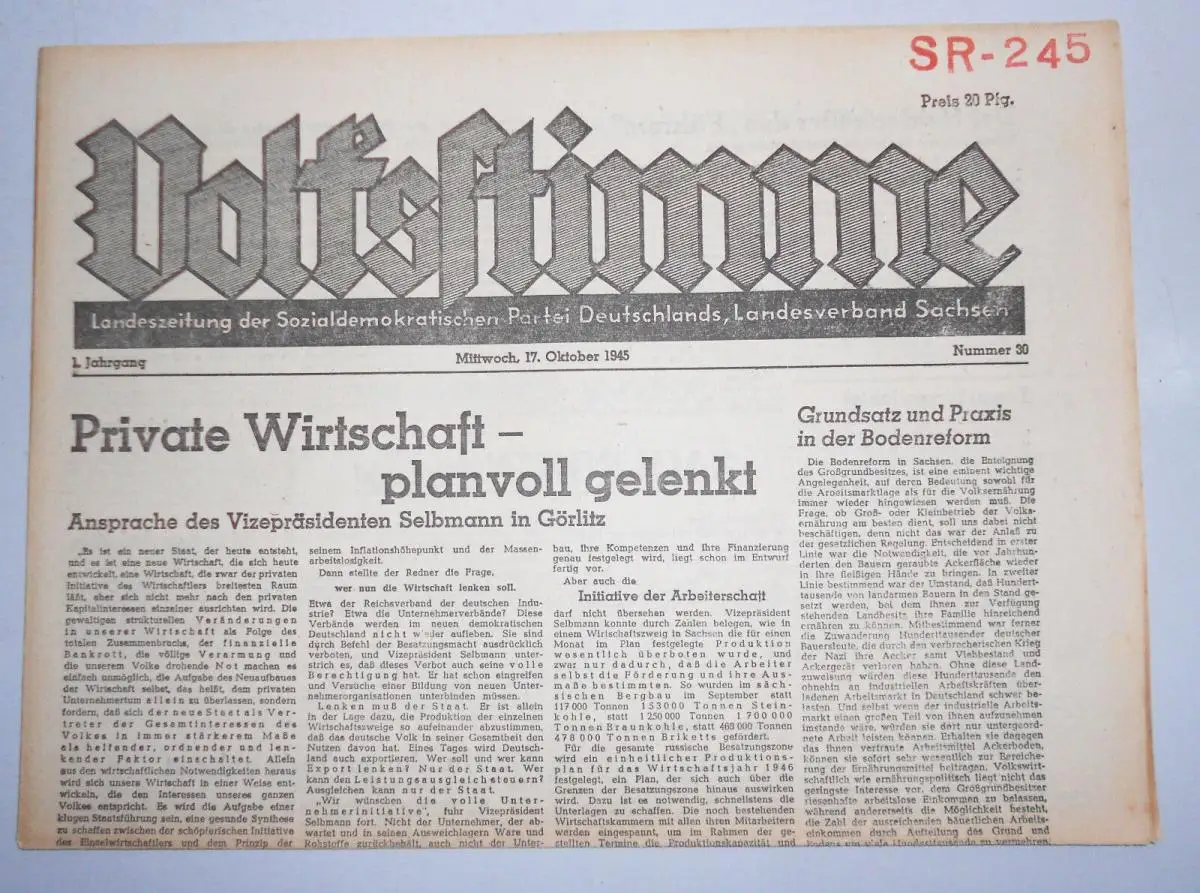 SR-245
Preis 20 Pfg.
Volksstimme
Landeszeitung der Sozialdemokratischen Partei Deutschlands, Landesverband Sachsen
1. Jahrgang
Mittwoch, 17. Oktober 1945
Nummer 30
Private Wirtschaft –
planvoll gelenkt
Ansprache des Vizepräsidenten Selbmann in Görlitz
„Es ist ein neuer Staat, der heute entsteht,
und es ist eine neue Wirtschaft, die sich heute
entwickelt, eine Wirtschaft, die zwar der privaten
Initiative des Wirtschaftlers breitesten Raum
läßt, aber sich nicht mehr nach den privaten
Kapitalinteressen einzelner ausrichten wird. Die
gewaltigen strukturellen Veränderungen
in unserer Wirtschaft als Folge des
totalen Zusammenbruchs, der finanzielle
Bankrott, die völlige Verarmung und
die unserem Volke drohende Not machen es
einfach unmöglich, die Aufgabe des Neuaufbaues
der Wirtschaft selbst, das heißt, dem privaten
Unternehmertum allein zu überlassen, sondern
fordern, daß sich der neue Staat als Ver-
treter der Gesamtinteressen des
Volkes in immer stärkerem Maße
als helfender, ordnender und len-
kender Faktor einschaltet. Allein
aus den wirtschaftlichen Notwendigkeiten heraus
wird sich unsere Wirtschaft in einer Weise ent-
wickeln, die den Interessen unseres ganzen
Volkes entspricht. Es wird die Aufgabe einer
klugen Staatsführung sein, eine gesunde Synthese
zu schaffen zwischen der schöpferischen Initiative
des Einzelwirtschaftlers und dem Prinzip der
seinem Inflationshöhepunkt und der Massen-
arbeitslosigkeit.
Dann stellte der Redner die Frage,
wer nun die Wirtschaft lenken soll.
Etwa der Reichsverband der deutschen Indu-
strie? Etwa die Unternehmerverbände? Diese
Verbände werden im neuen demokratischen
Deutschland nicht wieder aufleben. Sie sind
durch Befehl der Besatzungsmacht ausdrücklich
verboten, und Vizepräsident Selbmann unter-
strich es, daß dieses Verbot auch seine volle
Berechtigung hat. Er hat schon eingreifen
und Versuche einer Bildung von neuen Unter-
nehmerorganisationen unterbinden müssen.
Lenken muß der Staat. Er ist allein
in der Lage dazu, die Produktion der einzelnen
Wirtschaftszweige so aufeinander abzustimmen,
daß das deutsche Volk in seiner Gesamtheit den
Nutzen davon hat. Eines Tages wird Deutsch-
land auch exportieren. Wer soll und wer kann
Export lenken? Nur der Staat. Wer
kann den Leistungsausgleich steuern?
Ausgleichen kann nur der Staat.
„Wir wünschen die volle Unter-
nehmerinitiative", fuhr Vizepräsident
Selbmann fort. Nicht der Unternehmer, der ab-
wartet und in seinen Ausweichlagern Ware und
Rohstoffe zurückbehält, auch nicht der Unter-
bau, ihre Kompetenzen und ihre Finanzierung
genau festgelegt wird, liegt schon im Entwurf
fertig vor.
Aber auch die
Initiative der Arbeiterschaft
darf nicht übersehen werden. Vizepräsident
Selbmann konnte durch Zahlen belegen, wie in
einem Wirtschaftszweig in Sachsen die für einen
Monat im Plan festgelegte Produktion
wesentlich überboten wurde, und
zwar nur dadurch, daß die Arbeiter
selbst die Förderung und ihre Aus-
maße bestimmten. So wurden im säch-
sischen Bergbau im September statt
117 000 Tonnen 153 000 Tonnen Stein-
kohle, statt 1 250 000 Tonnen 1 700 000
Tonnen Braunkohle, statt 468 000 Tonnen
478 000 Tonnen Briketts gefördert.
Für die gesamte russische Besatzungszone
wird ein einheitlicher Produktions-
plan für das Wirtschaftsjahr 1946
festgelegt, ein Plan, der sich auch über die
Grenzen der Besatzungszone hinaus auswirken
wird. Dazu ist es notwendig, schnellstens die
Unterlagen zu schaffen. Die noch bestehenden
Wirtschaftskammern mit allen ihren Mitarbeitern
werden eingespannt, um im Rahmen der ge-
stellten Termine die Produktionskapazität und
Grundsatz und Praxis
in der Bodenreform
Die Bodenreform in Sachsen, die Enteignung
des Großgrundbesitzes, ist eine eminent wichtige
Angelegenheit, auf deren Bedeutung sowohl für
die Arbeitsmarktlage als für die Volksernährung
immer wieder hingewiesen werden muß. Die
Frage, ob Groß- oder Kleinbetrieb der Volks-
ernährung am besten dient, soll uns dabei nicht
beschäftigen, denn nicht das war der Anlaß zu
der gesetzlichen Regelung. Entscheidend in erster
Linie war die Notwendigkeit, die vor Jahrhun-
derten den Bauern geraubte Ackerfläche wieder
in ihre fleißigen Hände zu bringen. In zweiter
Linie bestimmend war der Umstand, daß Hundert-
tausende von landarmen Bauern in den Stand ge-
setzt werden, bei dem ihnen zur Verfügung
stehenden Landbesitz ihre Familie hinreichend
ernähren zu können. Mitbestimmend war ferner
die Zuwanderung Hunderttausender deutscher
Bauersleute, die durch den verbrecherischen Krieg
der Nazi ihre Aecker samt Viehbestand und
Ackergerät verloren haben. Ohne diese Land-
zuweisung würden diese Hunderttausende den
ohnehin an industriellen Arbeitskräften über-
ladenen Arbeitsmarkt in Deutschland schwer be-
lasten. Und selbst wenn der industrielle Arbeits-
markt einen großen Teil von ihnen aufzunehmen
imstande wäre, würden sie dort nur untergeord-
nete Arbeit leisten können. Erhalten sie dagegen
das ihnen vertraute Arbeitsmittel Ackerboden,
können sie sofort sehr wesentlich zur Bereiche-
rung der Ernährungsmittel beitragen. Volkswirt-
schaftlich wie ernährungspolitisch liegt nicht das
geringste Interesse vor, dem Großgrundbesitzer
riesenhafte arbeitslose Einkommen zu belassen,
während andererseits die Möglichkeit besteht,
die Zahl der ausreichenden bäuerlichen Arbeits-
einkommen durch Aufteilung des Grund und
Bodens um viele Hunderttausende zu vermehren.